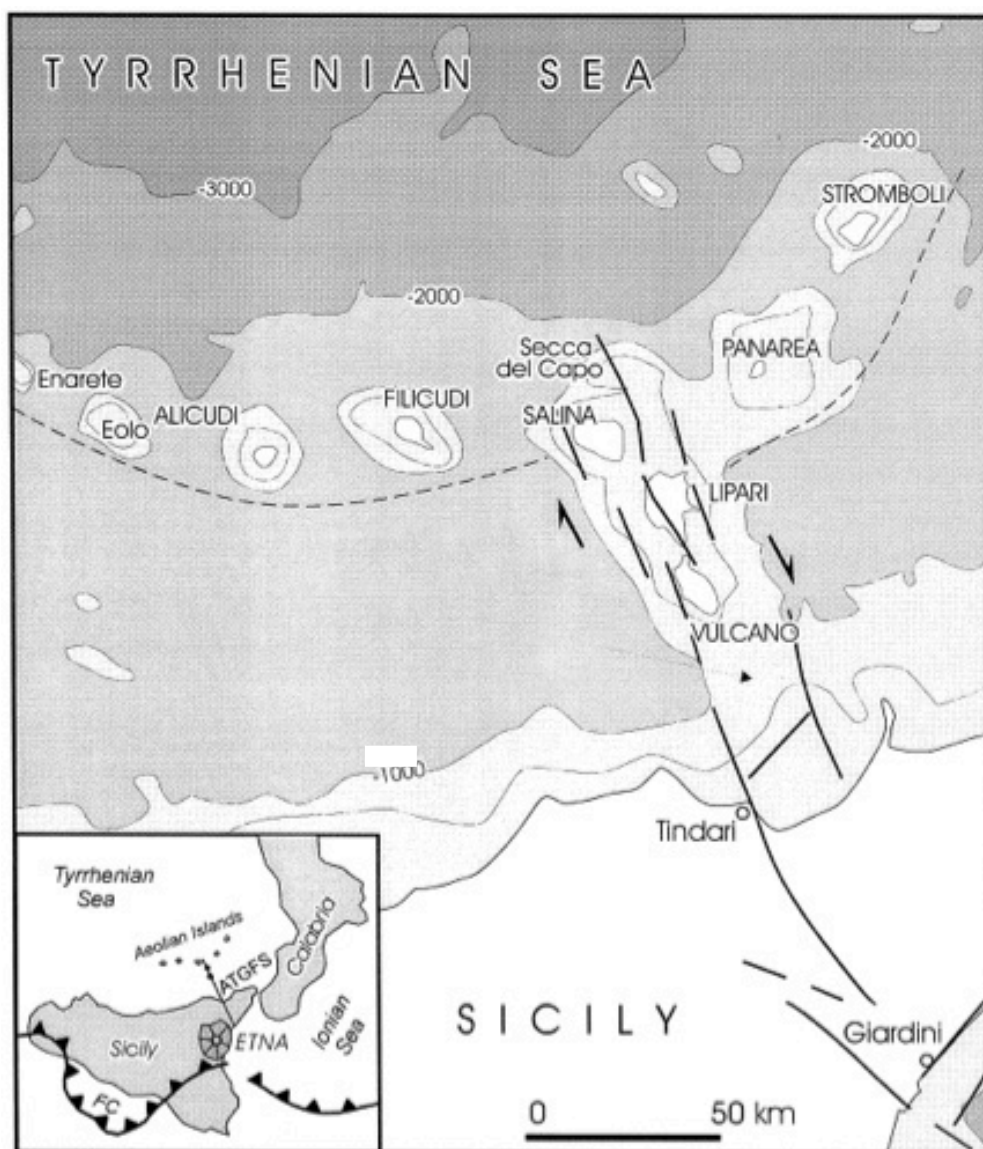 TYRRHENIAN SEA
-2000
-3000
STROMBOLI
-2000
Secca
del Capo
PANAREA
Enarete
ALICUDI
FILICUDI
SALINA
Eolo
LIPARI
VULCANO
-1000
Tindari
SICILY
Giardini
0 50 km
Tyrrhenian
Sea
Aeolian Islands
ATGFS
Calabria
Ionian
Sea
Sicily
ETNA
FC